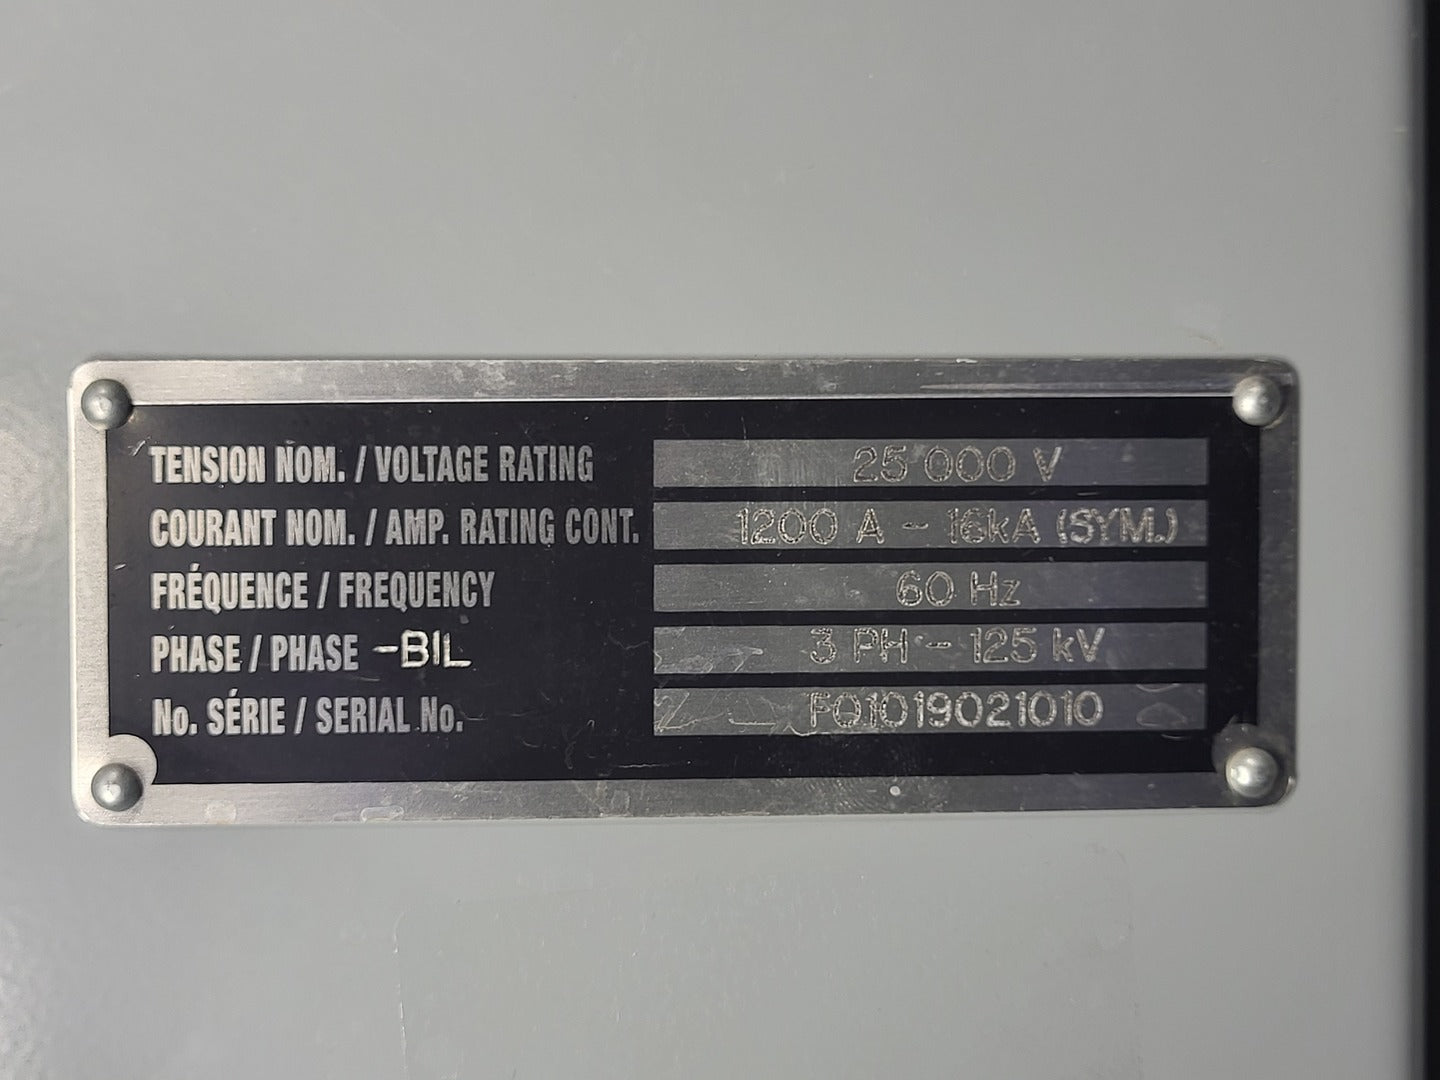 TENSION NOM. / VOLTAGE RATING 25 000 V
COURANT NOM. / AMP. RATING CONT. 1200 A - 16kA (SYM.)
FRÉQUENCE / FREQUENCY 60 Hz
PHASE / PHASE -BIL 3 PH - 125 kV
No. SÉRIE / SERIAL No. F01019021010